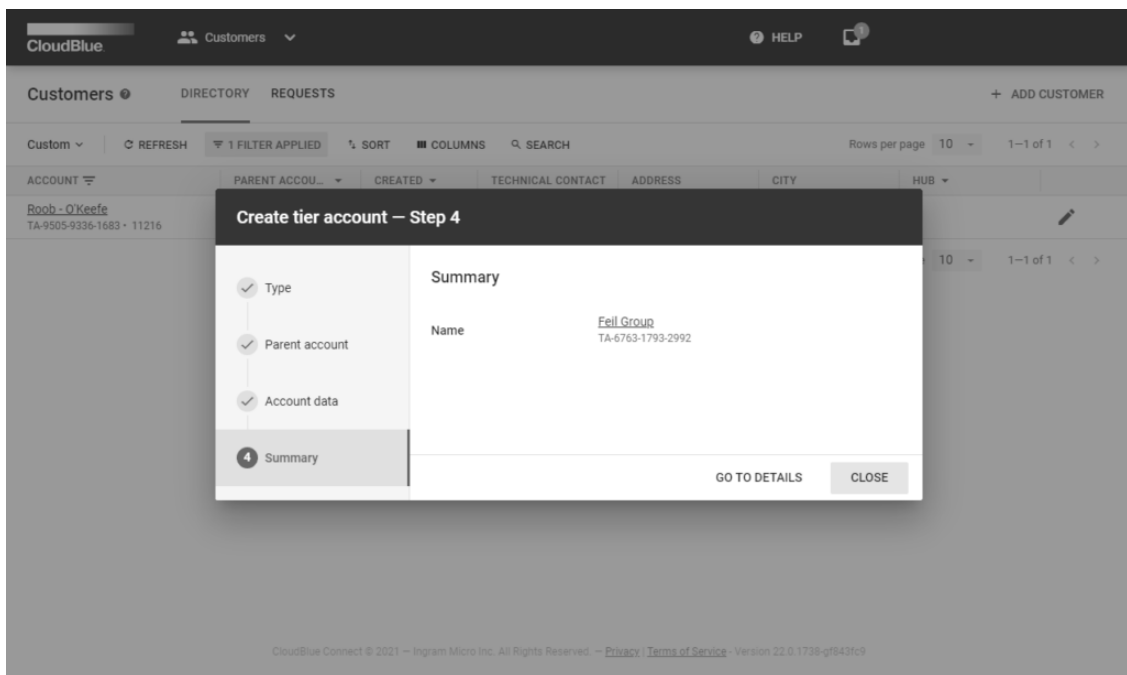 CloudBlue. Customers HELP 1
Customers DIRECTORY REQUESTS + ADD CUSTOMER
Custom REFRESH 1 FILTER APPLIED SORT COLUMNS SEARCH Rows per page 10 1–1 of 1 < >
ACCOUNT PARENT ACCOU... CREATED TECHNICAL CONTACT ADDRESS CITY HUB
Roob - O'Keefe
TA-9505-9336-1683 • 11216
Create tier account — Step 4
10 1–1 of 1 < >
Type
Parent account
Account data
4 Summary
Summary
Name
Feil Group
TA-6763-1793-2992
GO TO DETAILS CLOSE
CloudBlue Connect © 2021 — Ingram Micro Inc. All Rights Reserved. — Privacy | Terms of Service - Version 22.0.1738-gf843fc9